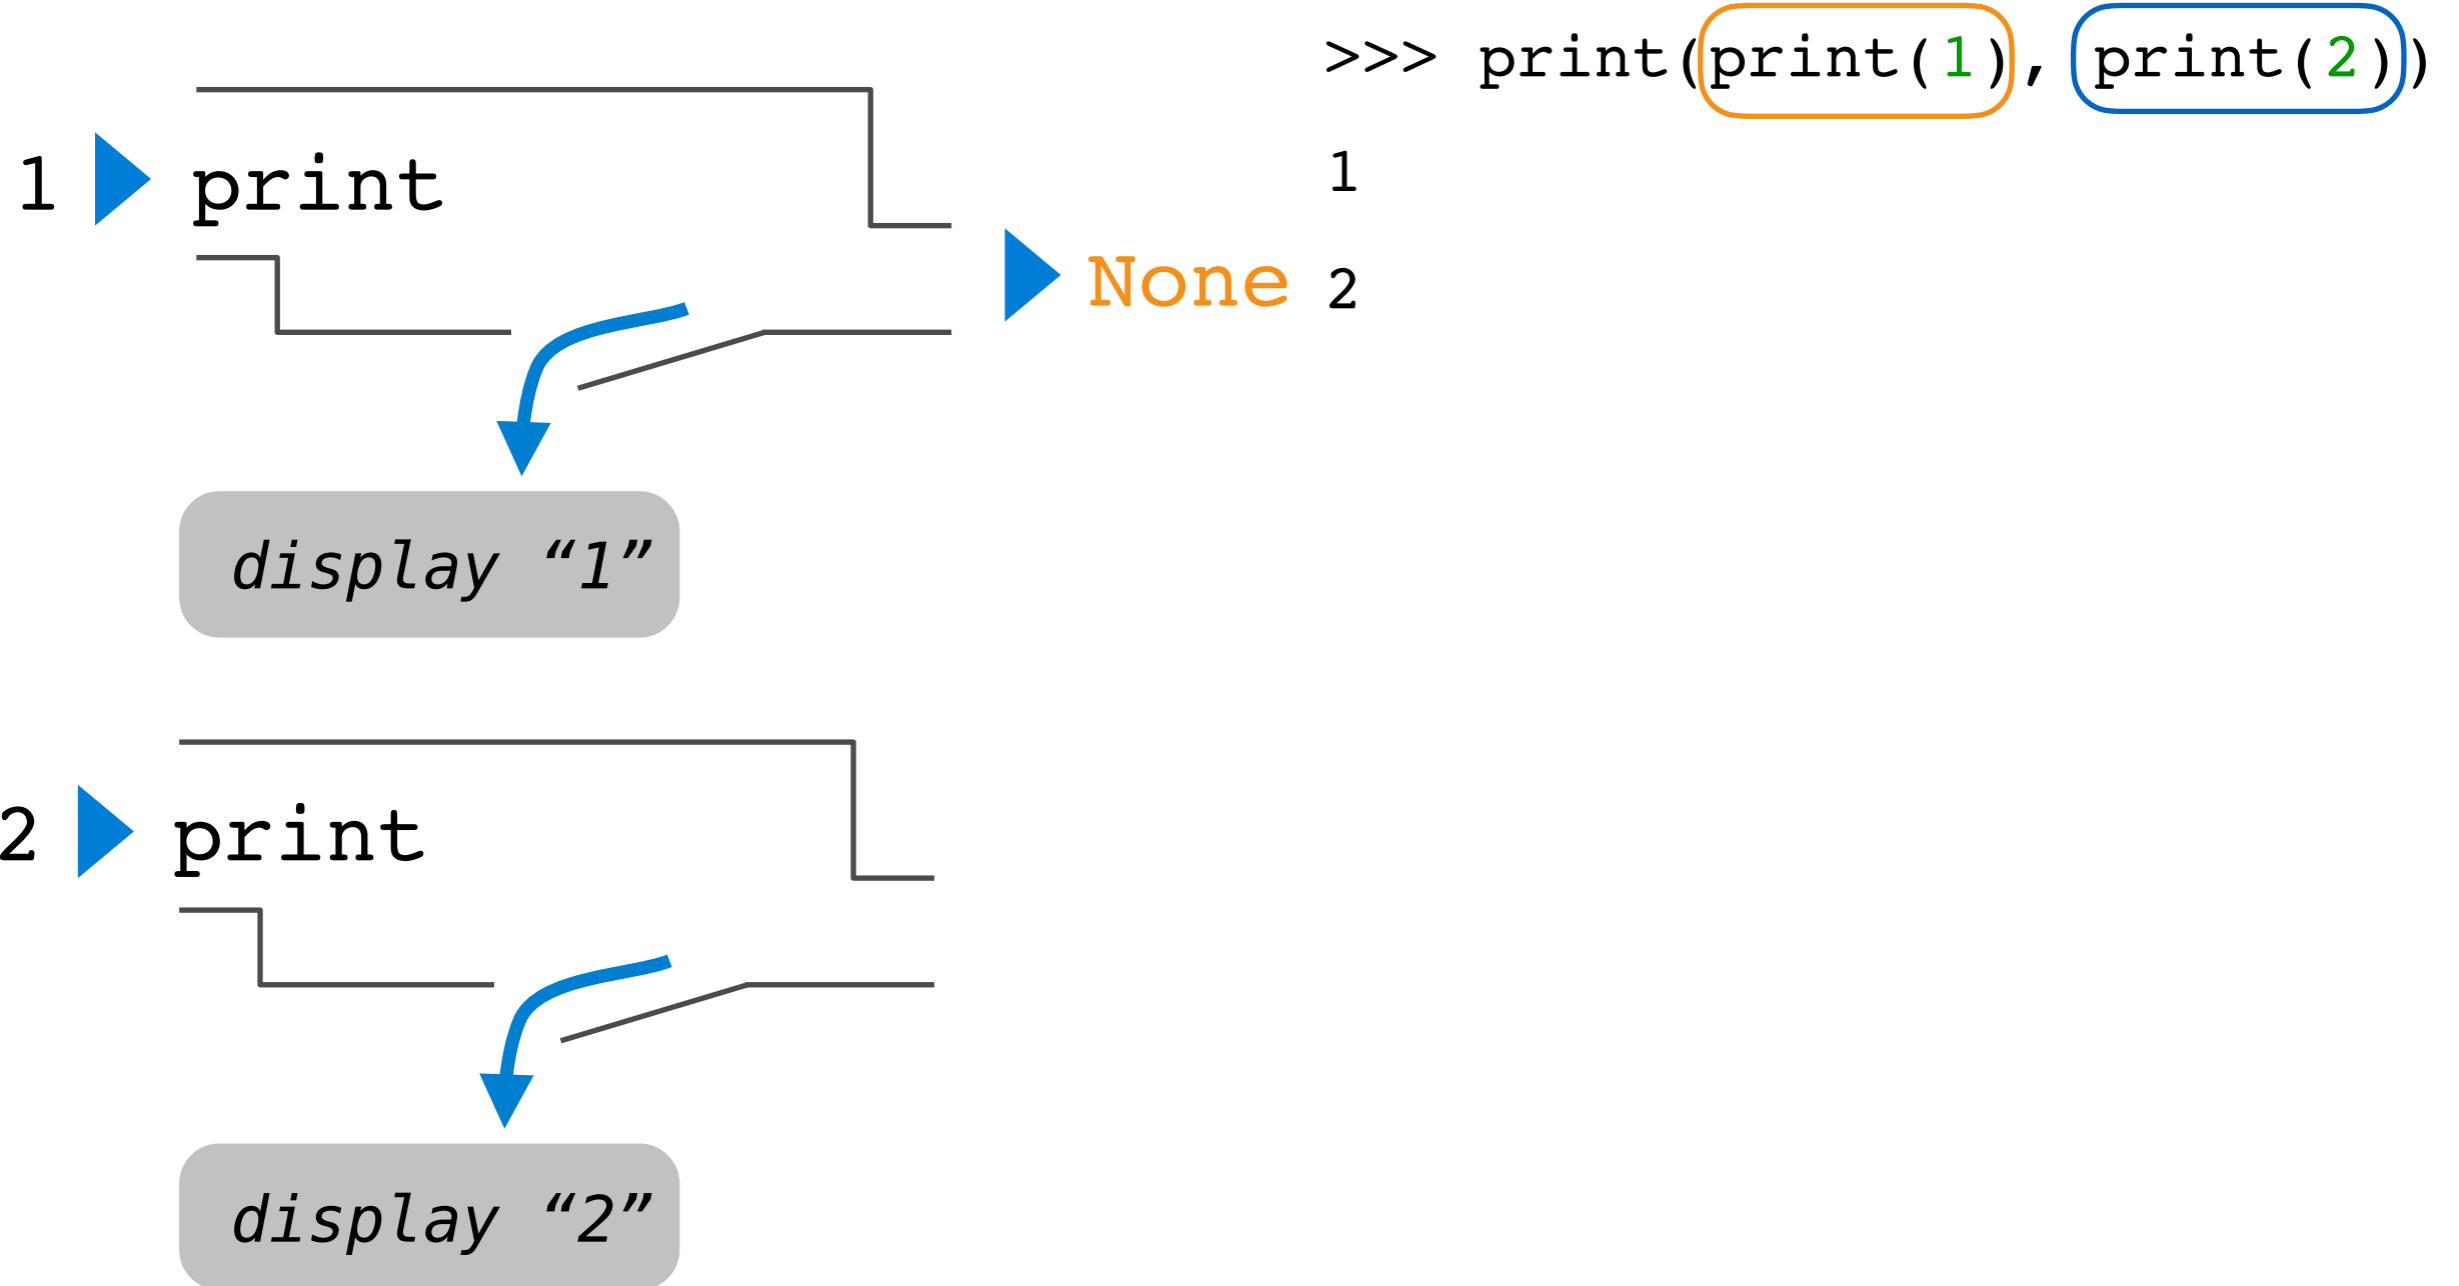 >>> print(print(1), print(2))
1
2
1 print
None
display “1”
2 print
display “2”